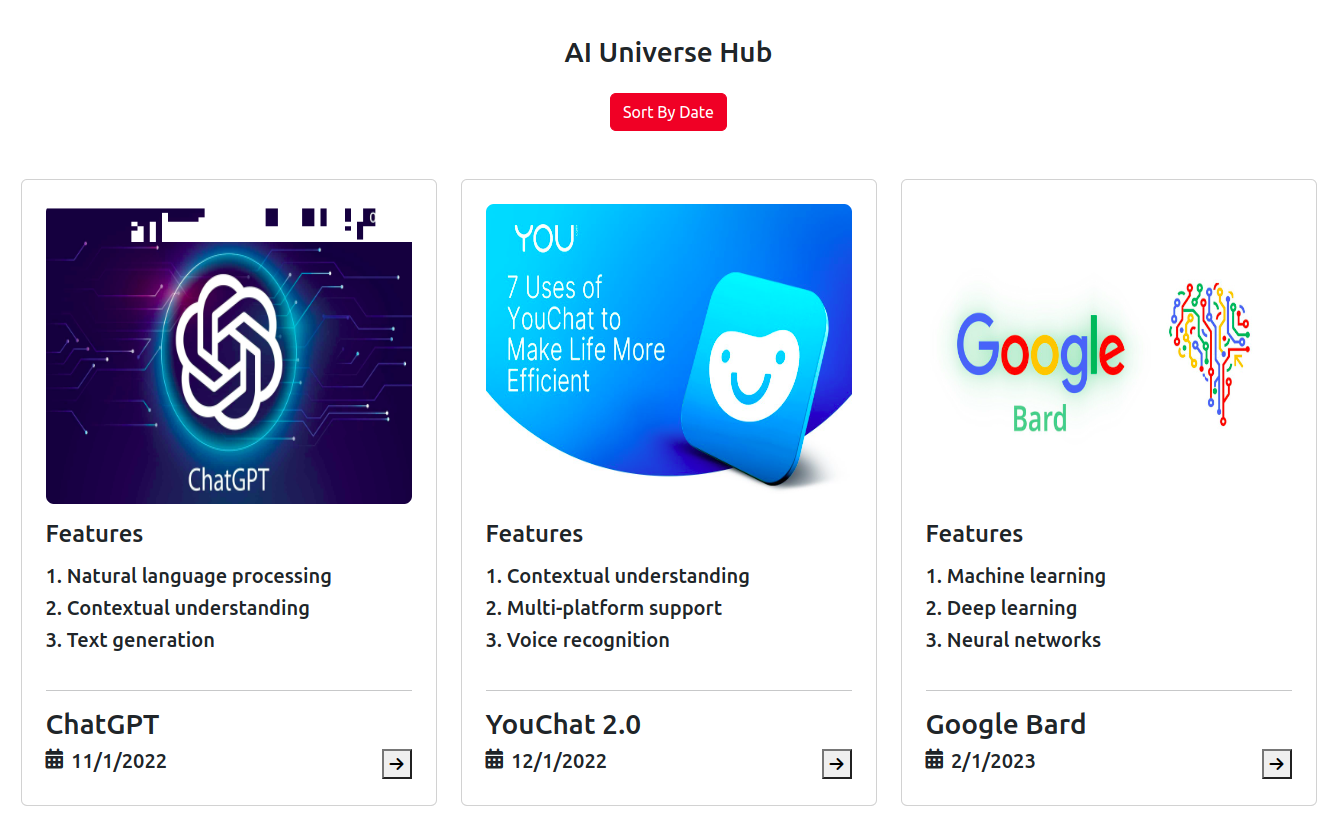 AI Universe Hub
Sort By Date
ChatGPT
Features
1. Natural language processing
2. Contextual understanding
3. Text generation
ChatGPT
11/1/2022
YOU
7 Uses of
YouChat to
Make Life More
Efficient
Features
1. Contextual understanding
2. Multi-platform support
3. Voice recognition
YouChat 2.0
12/1/2022
Google
Bard
Features
1. Machine learning
2. Deep learning
3. Neural networks
Google Bard
2/1/2023